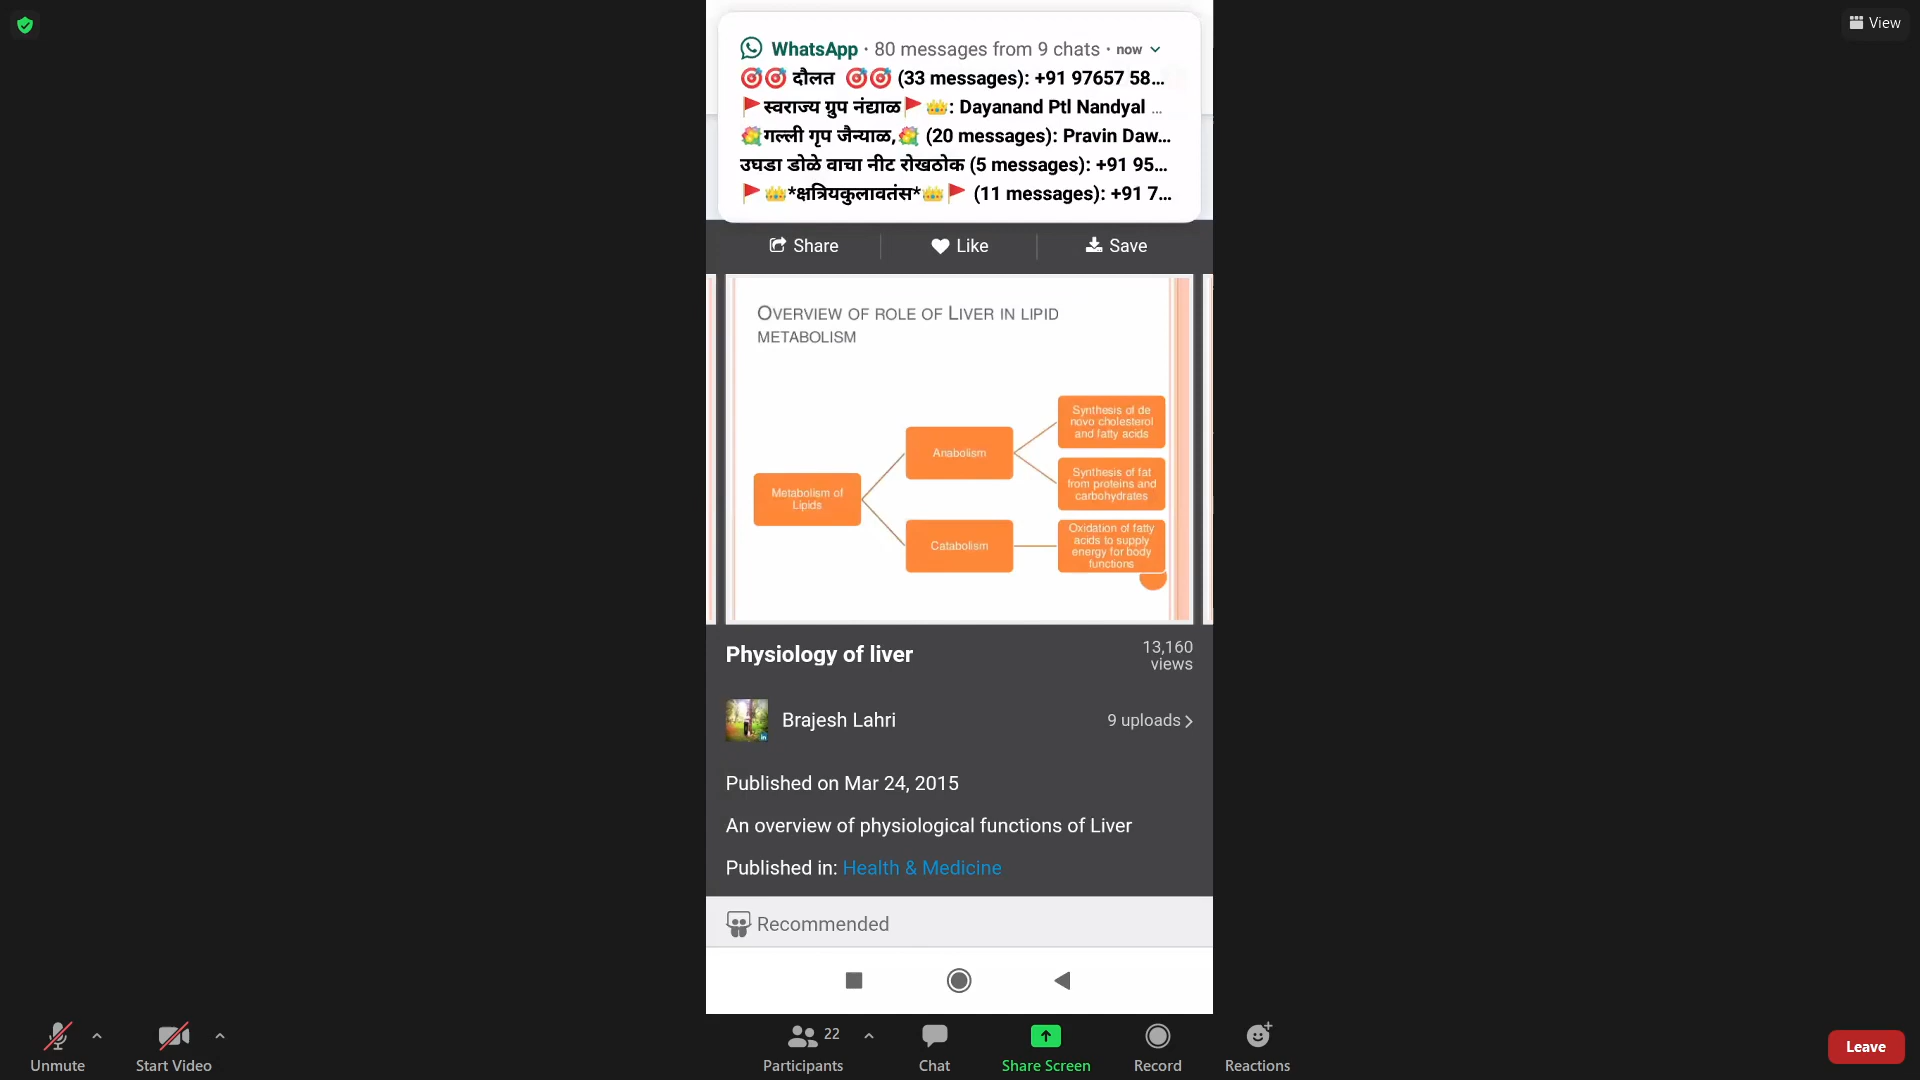 View
WhatsApp · 80 messages from 9 chats · now
🎯🎯 दौलत 🎯🎯 (33 messages): +91 97657 58...
🚩स्वराज्य ग्रुप नंद्याळ🚩👑: Dayanand Ptl Nandyal ...
💐गल्ली गृप जैन्याळ,💐 (20 messages): Pravin Daw...
उघडा डोळे वाचा नीट रोखठोक (5 messages): +91 95...
🚩👑*क्षत्रियकुलावतंस*👑🚩 (11 messages): +91 7...
Share
Like
Save
OVERVIEW OF ROLE OF LIVER IN LIPID
METABOLISM
Metabolism of
Lipids
Anabolism
Catabolism
Synthesis of de
novo cholesterol
and fatty acids
Synthesis of fat
from proteins and
carbohydrates
Oxidation of fatty
acids to supply
energy for body
functions
Physiology of liver
13,160
views
Brajesh Lahri
9 uploads
Published on Mar 24, 2015
An overview of physiological functions of Liver
Published in: Health & Medicine
Recommended
Unmute
Start Video
22
Participants
Chat
Share Screen
Record
Reactions
Leave